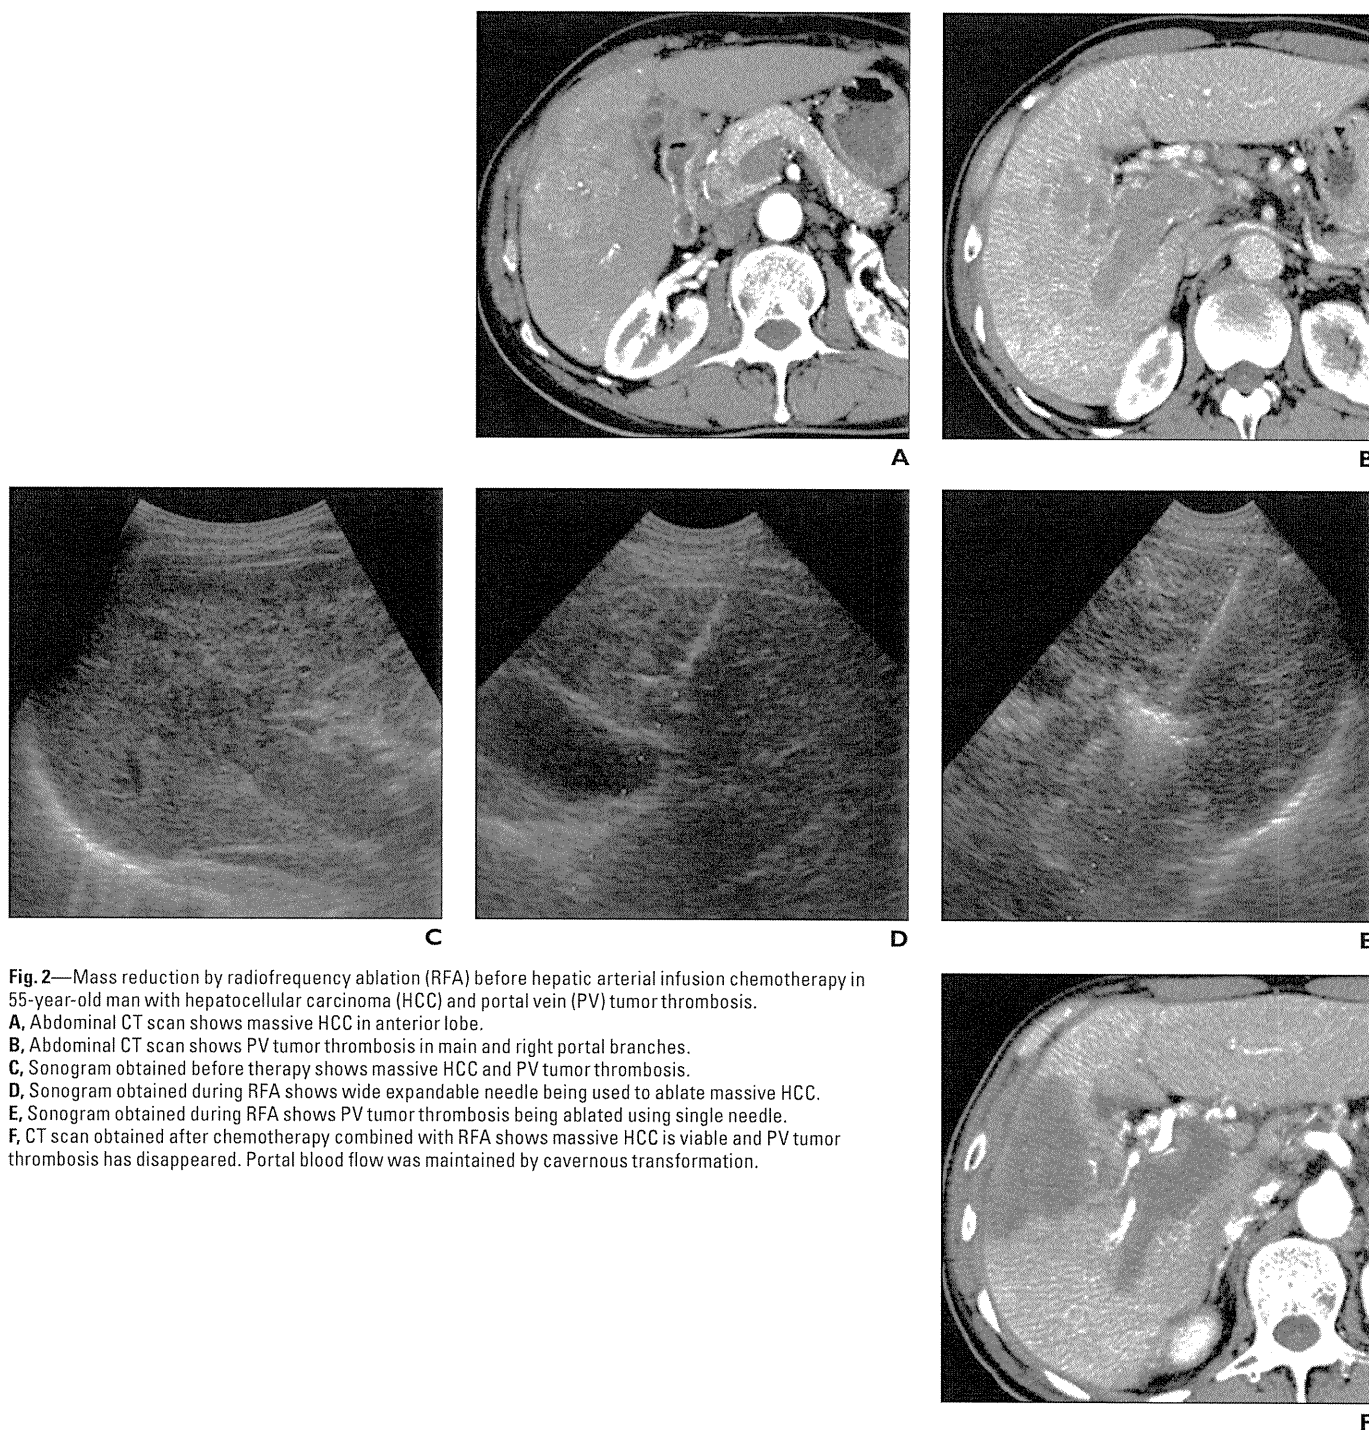 A
B
C
D
E
Fig. 2—Mass reduction by radiofrequency ablation (RFA) before hepatic arterial infusion chemotherapy in
55-year-old man with hepatocellular carcinoma (HCC) and portal vein (PV) tumor thrombosis.
A, Abdominal CT scan shows massive HCC in anterior lobe.
B, Abdominal CT scan shows PV tumor thrombosis in main and right portal branches.
C, Sonogram obtained before therapy shows massive HCC and PV tumor thrombosis.
D, Sonogram obtained during RFA shows wide expandable needle being used to ablate massive HCC.
E, Sonogram obtained during RFA shows PV tumor thrombosis being ablated using single needle.
F, CT scan obtained after chemotherapy combined with RFA shows massive HCC is viable and PV tumor
thrombosis has disappeared. Portal blood flow was maintained by cavernous transformation.
F